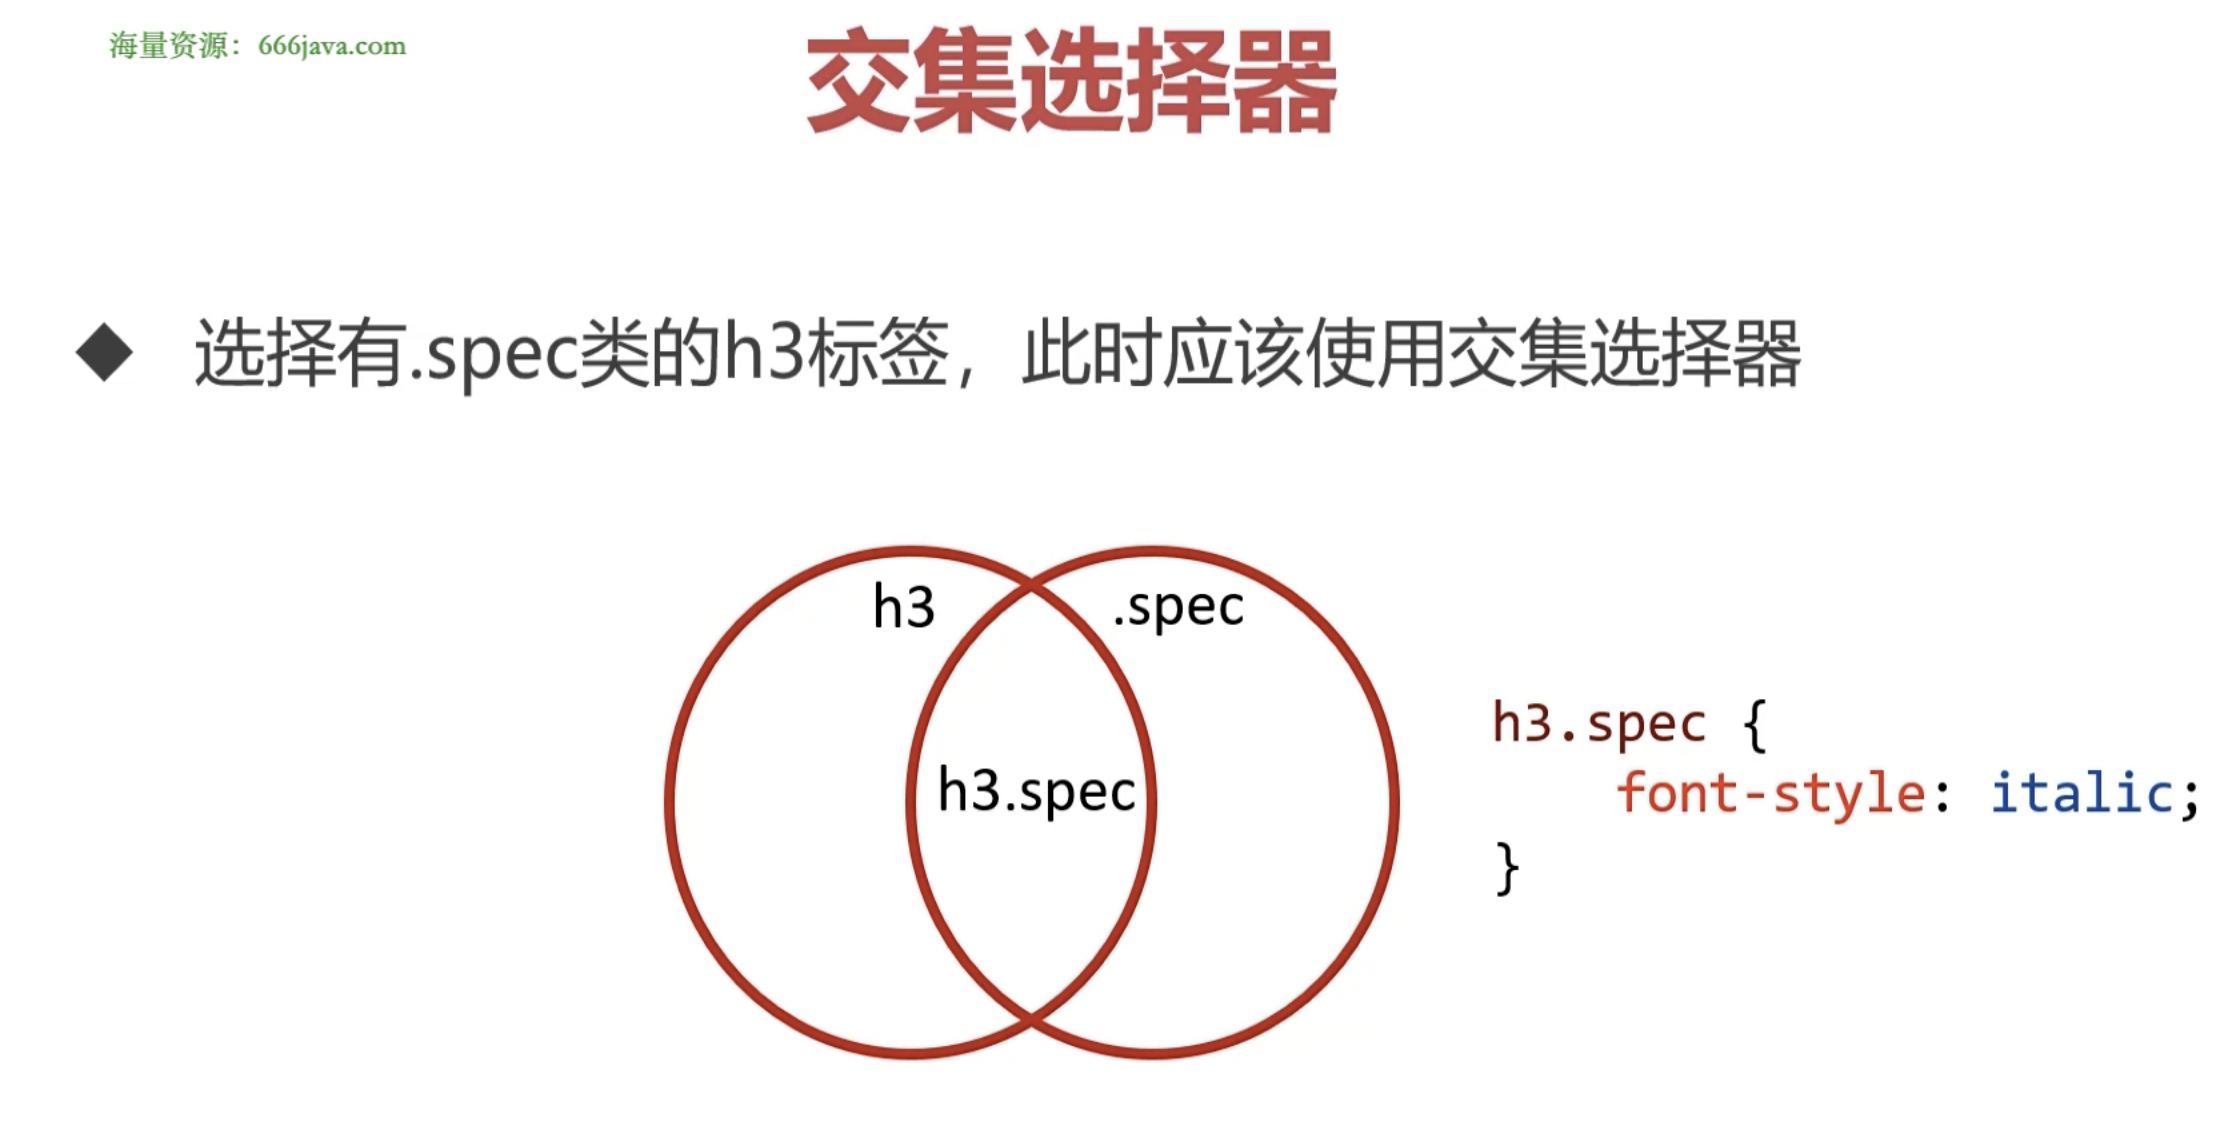 海量资源：666java.com
交集选择器
◆ 选择有.spec类的h3标签，此时应该使用交集选择器
h3
.spec
h3.spec
h3.spec {
    font-style: italic;
}